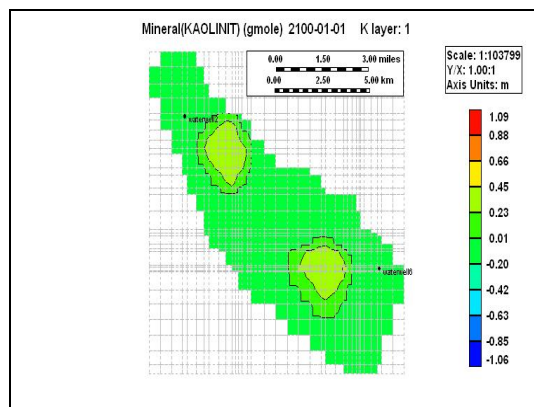 Mineral(KAOLINIT) (gmole) 2100-01-01 K layer: 1
0.00 1.50 3.00 miles
0.00 2.50 5.00 km
Scale: 1:103799
Y/X: 1.00:1
Axis Units: m
waterwell2
waterwell6
1.09
0.88
0.66
0.45
0.23
0.01
-0.20
-0.42
-0.63
-0.85
-1.06